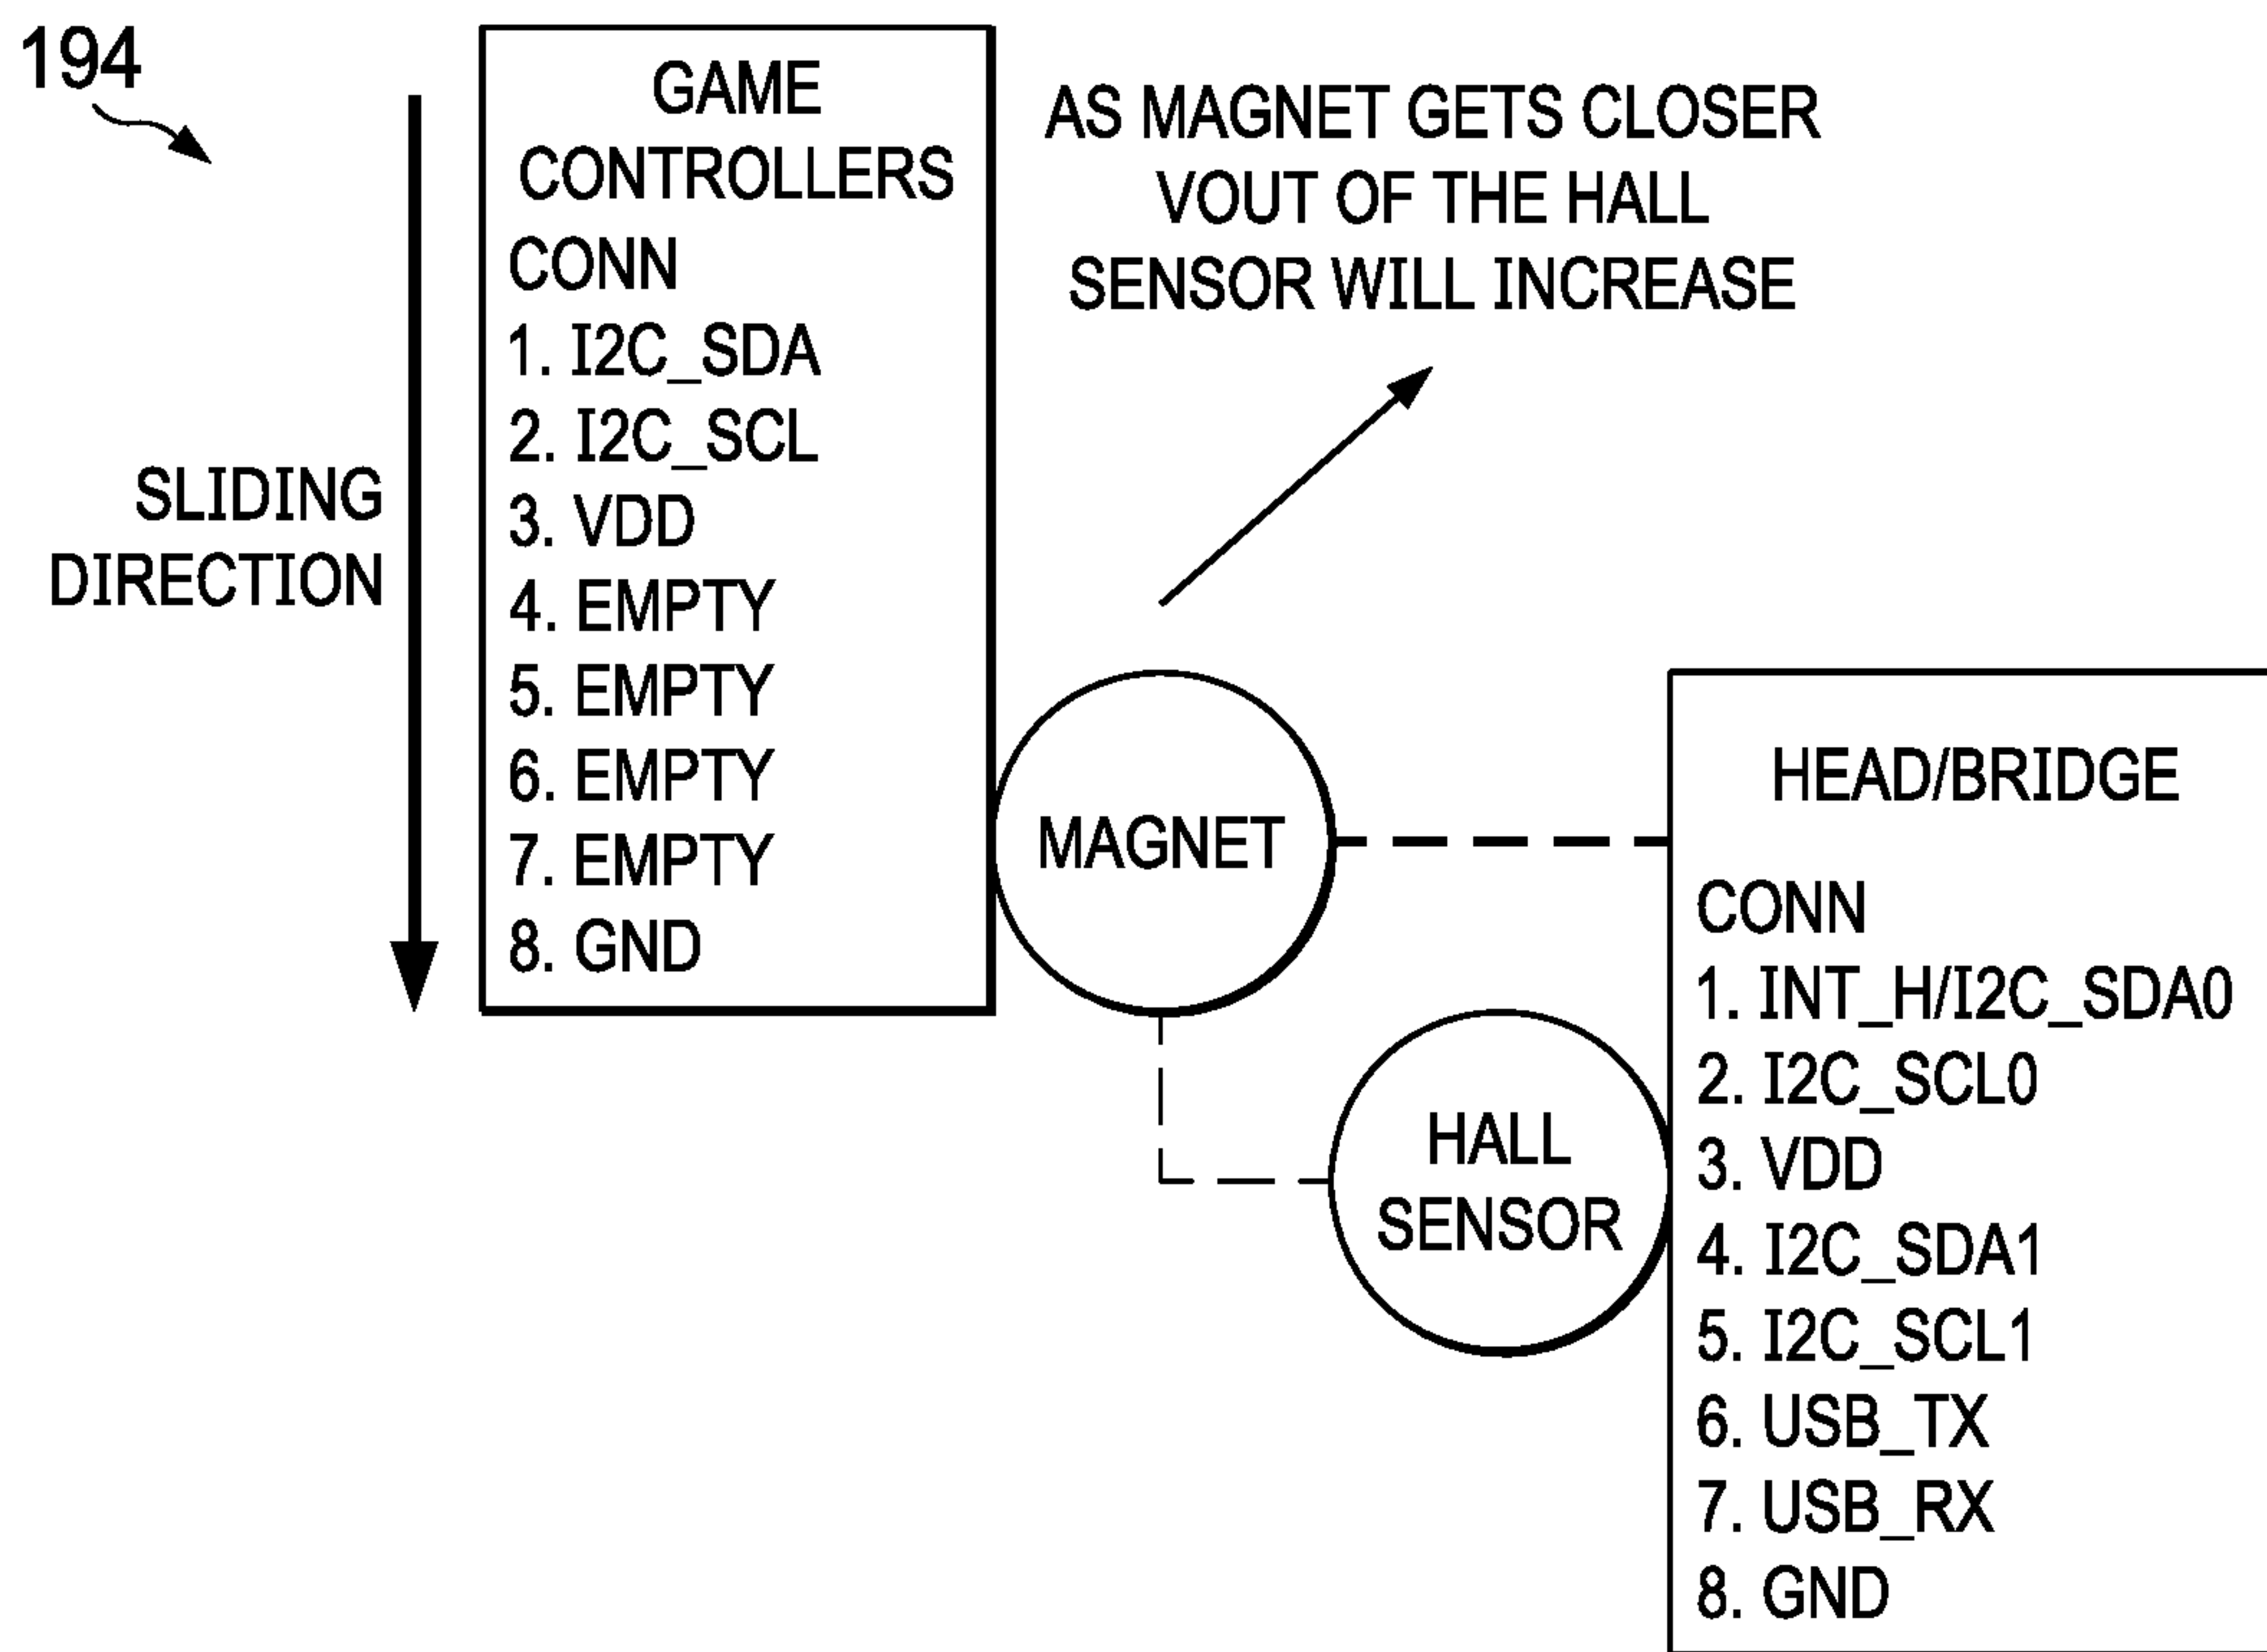 194
SLIDING
DIRECTION
GAME
CONTROLLERS
CONN
1. I2C_SDA
2. I2C_SCL
3. VDD
4. EMPTY
5. EMPTY
6. EMPTY
7. EMPTY
8. GND
AS MAGNET GETS CLOSER
VOUT OF THE HALL
SENSOR WILL INCREASE
MAGNET
HALL
SENSOR
HEAD/BRIDGE
CONN
1. INT_H/I2C_SDA0
2. I2C_SCL0
3. VDD
4. I2C_SDA1
5. I2C_SCL1
6. USB_TX
7. USB_RX
8. GND